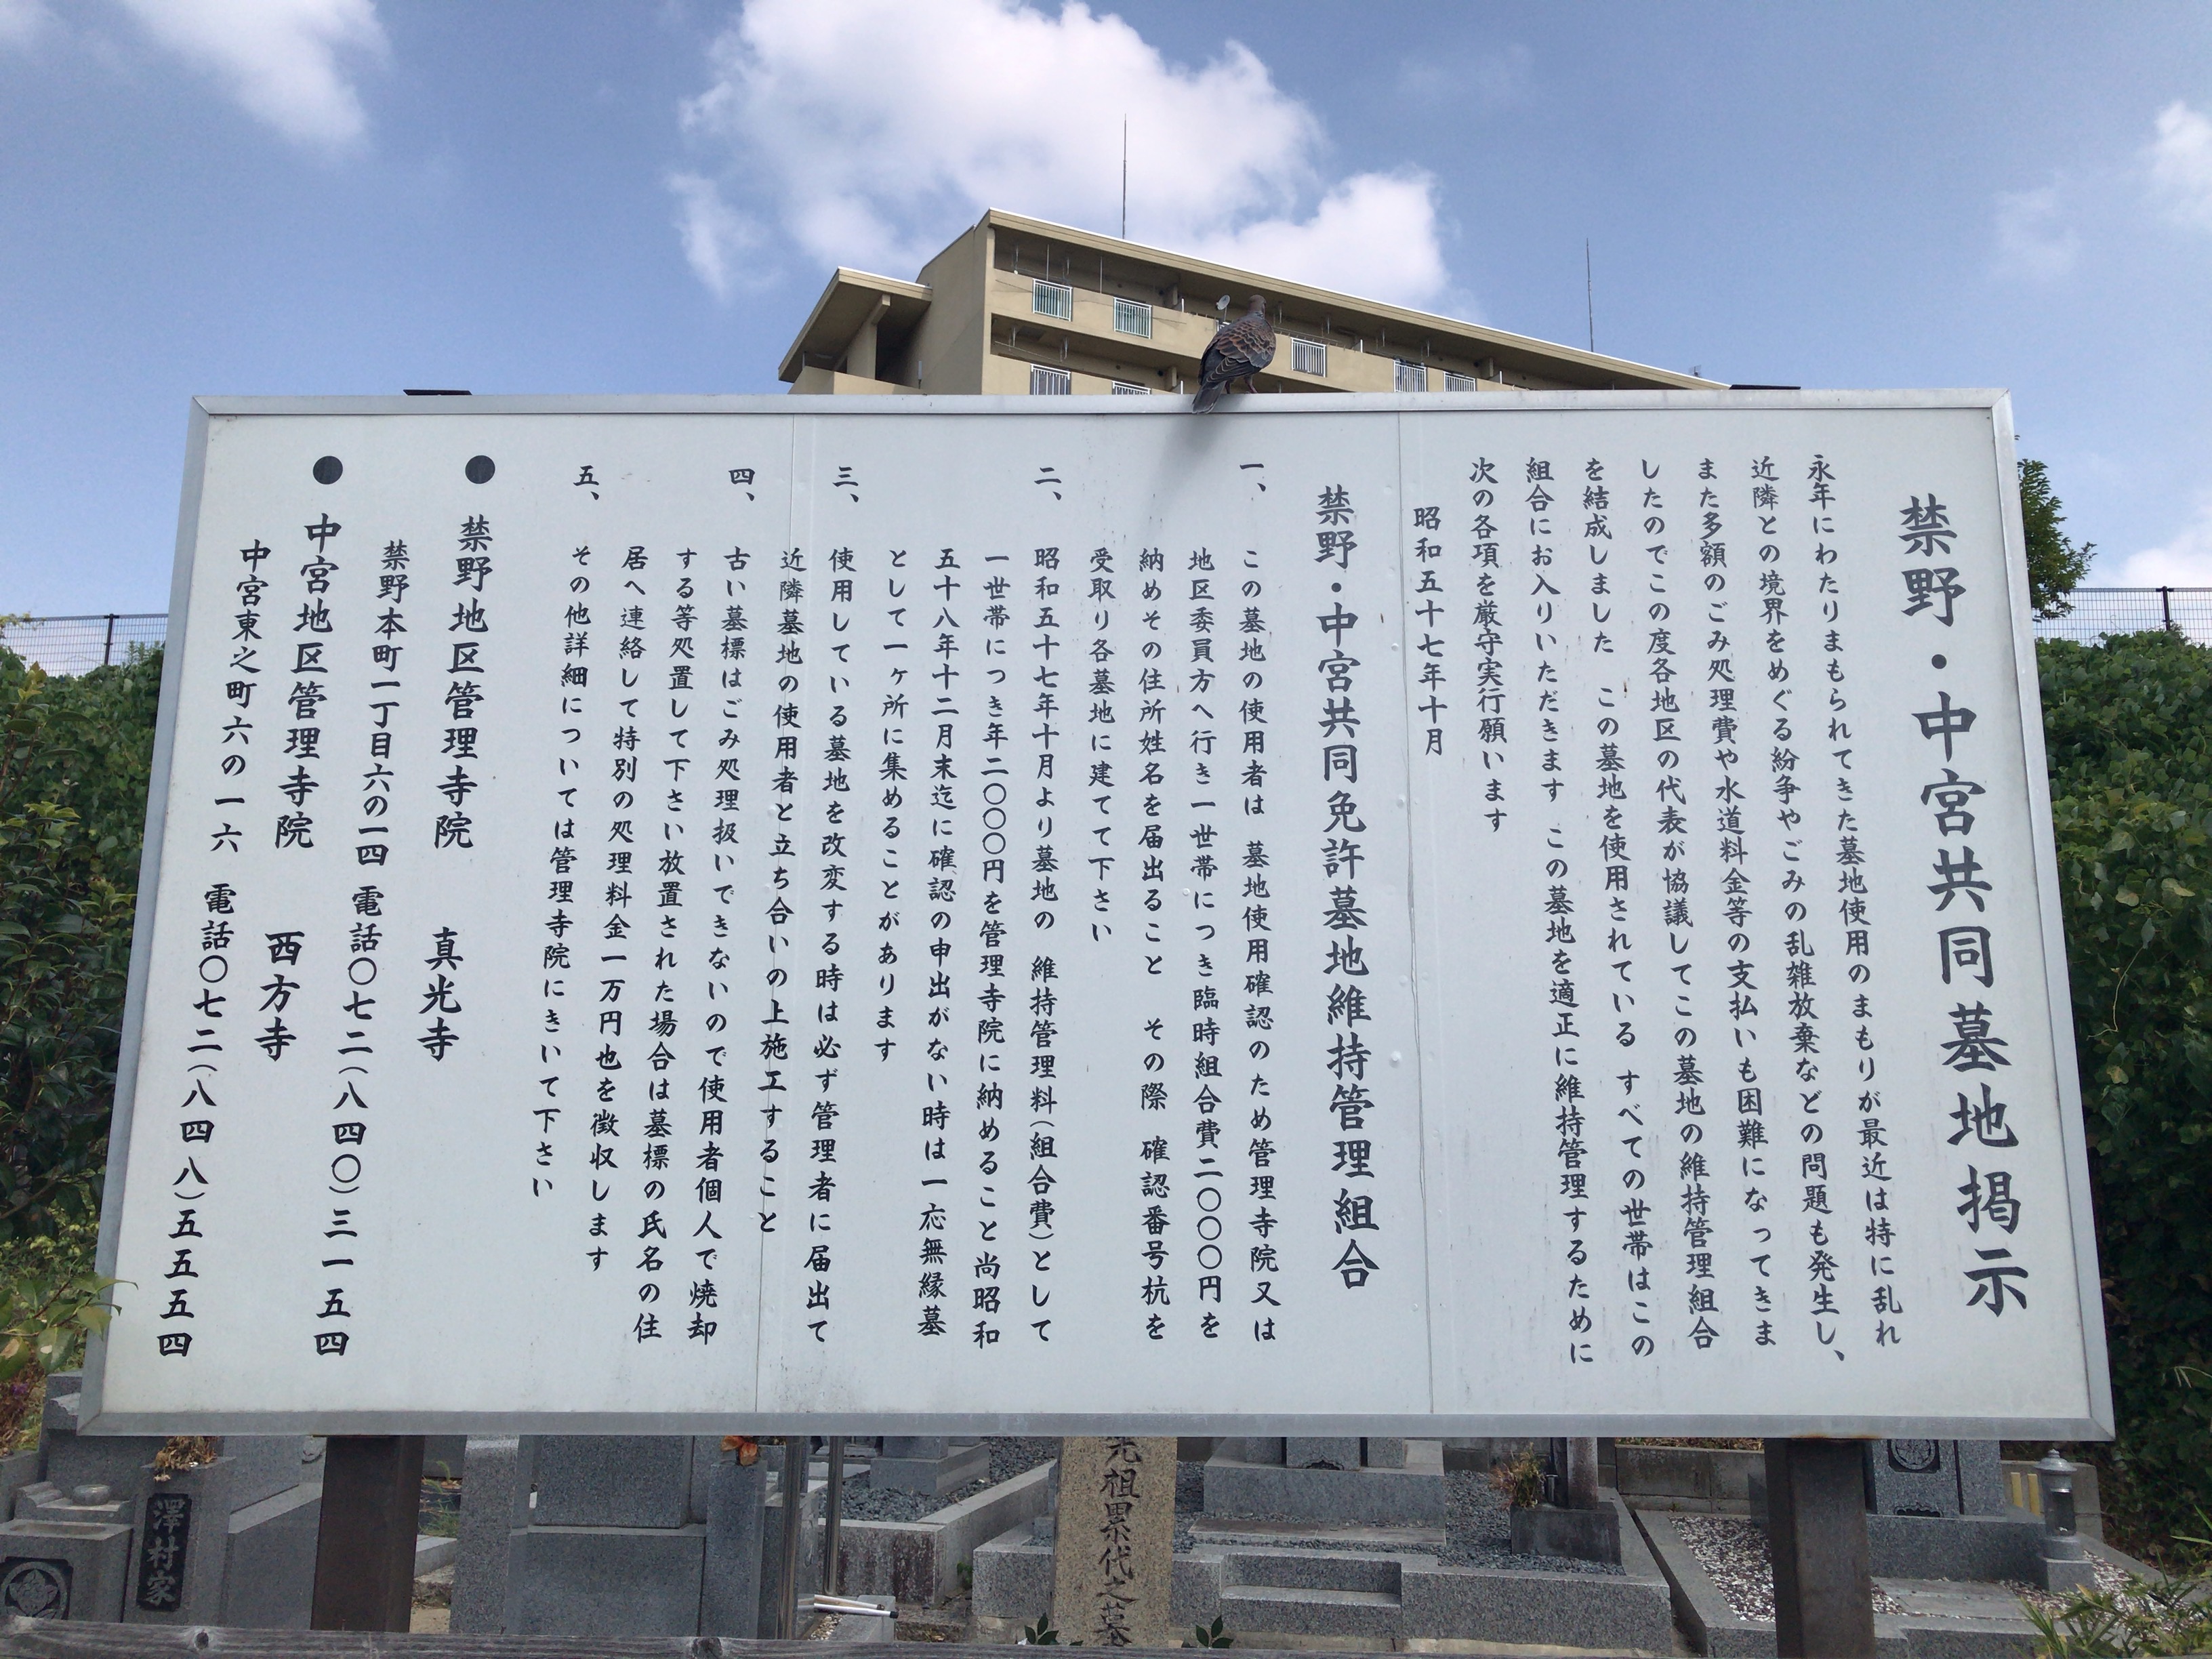 禁野・中宮共同墓地掲示
永年にわたりまもられてきた墓地使用のまもりが最近は特に乱れ
近隣との境界をめぐる紛争やごみの乱雑放棄などの問題も発生し、
また多額のごみ処理費や水道料金等の支払いも困難になってきま
したのでこの度各地区の代表が協議してこの墓地の維持管理組合
を結成しました この墓地を使用されている すべての世帯はこの
組合にお入りいただきます この墓地を適正に維持管理するために
次の各項を厳守実行願います
昭和五十七年十月
禁野・中宮共同免許墓地維持管理組合
一、 この墓地の使用者は 墓地使用確認のため管理寺院又は
地区委員方へ行き一世帯につき臨時組合費二〇〇〇円を
納めその住所姓名を届出ること その際 確認番号杭を
受取り各墓地に建てて下さい
二、 昭和五十七年十月より墓地の 維持管理料(組合費)として
一世帯につき年二〇〇〇円を管理寺院に納めること尚昭和
五十八年十二月末迄に確認の申出がない時は一応無縁墓
として一ヶ所に集めることがあります
三、 使用している墓地を改変する時は必ず管理者に届出て
近隣墓地の使用者と立ち合いの上施工すること
四、 古い墓標はごみ処理扱いできないので使用者個人で焼却
する等処置して下さい放置された場合は墓標の氏名の住
居へ連絡して特別の処理料金一万円也を徴収します
五、 その他詳細については管理寺院にきいて下さい
● 禁野地区管理寺院 真光寺
禁野本町一丁目六の一四 電話〇七二(八四〇)三一五四
● 中宮地区管理寺院 西方寺
中宮東之町六の一六 電話〇七二(八四八)五五五四
先祖累代之墓
澤村家